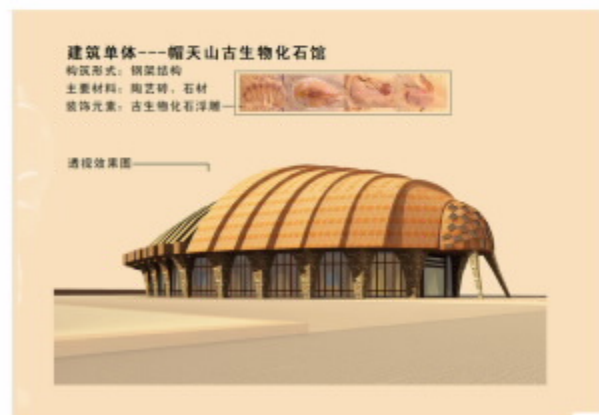 建筑单体---帽天山古生物化石馆
构筑形式：钢架结构
主要材料：陶艺砖、石材
装饰元素：古生物化石浮雕
透视效果图